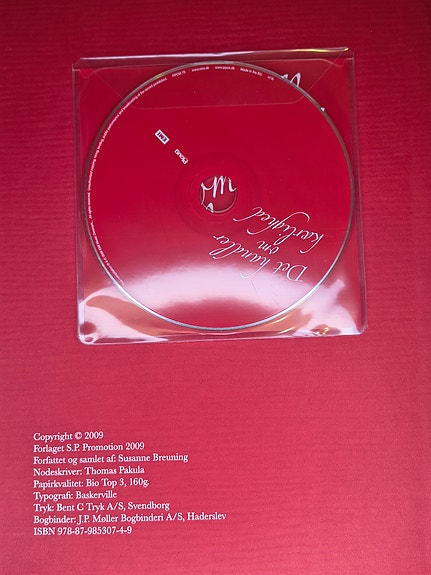 Det handler
om
kærlighed
EMI
Copyright © 2009
Forlaget S.P. Promotion 2009
Forfattet og samlet af: Susanne Breuning
Nodeskriver: Thomas Pakula
Papirkvalitet: Bio Top 3, 160g.
Typografi: Baskerville
Tryk: Bent C Tryk A/S, Svendborg
Bogbinder: J.P. Møller Bogbinderi A/S, Haderslev
ISBN 978-87-985307-4-9